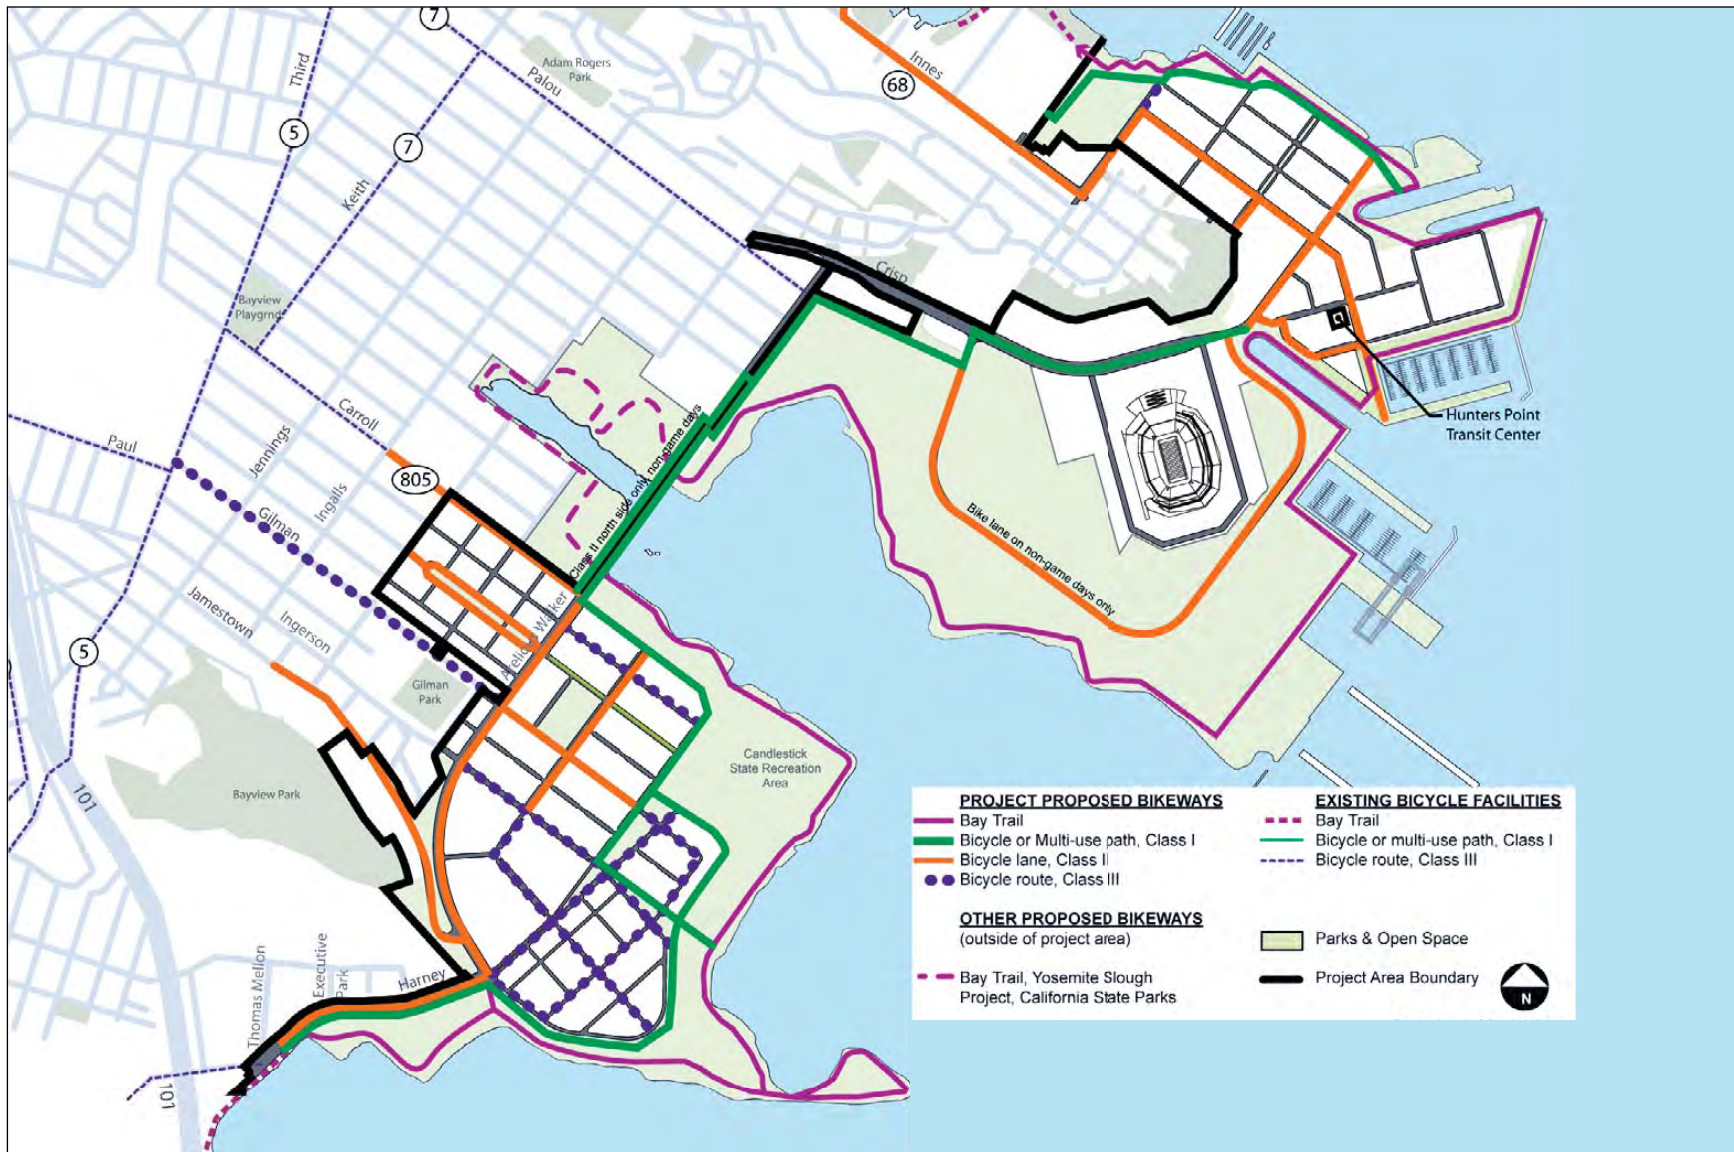 7
Third
Adam Rogers
Park
Palou
Innes
68
5
7
Keith
Crisp
Bayview
Playgrnd
Hunters Point
Transit Center
Carroll
Paul
Jennings
Ingalls
805
Gilman
Class II north side only, non-game days
Bike lane on non-game days only
Jamestown
Ingerson
Walker
5
Gilman
Park
Candlestick
State Recreation
Area
101
Bayview Park
Thomas Mellon
Executive
Park
Harney
101
PROJECT PROPOSED BIKEWAYS
Bay Trail
Bicycle or Multi-use path, Class I
Bicycle lane, Class II
Bicycle route, Class III
OTHER PROPOSED BIKEWAYS
(outside of project area)
Bay Trail, Yosemite Slough
Project, California State Parks
EXISTING BICYCLE FACILITIES
Bay Trail
Bicycle or multi-use path, Class I
Bicycle route, Class III
Parks & Open Space
Project Area Boundary
N